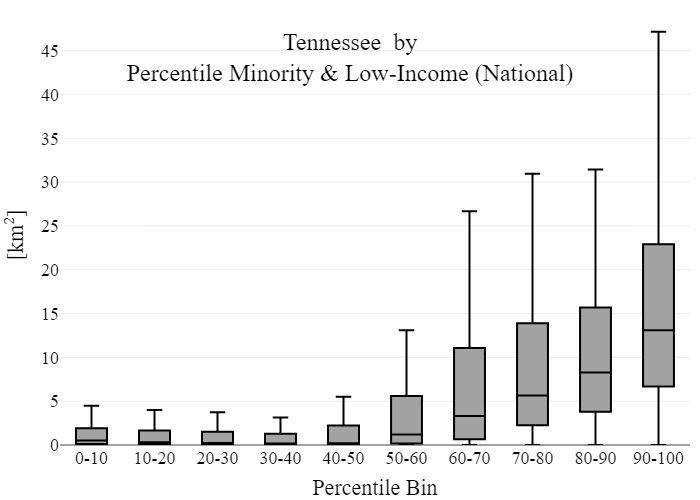 Tennessee  by
Percentile Minority & Low-Income (National)
45
40
35
30
25
20
15
10
5
0
[km²]
0-10 10-20 20-30 30-40 40-50 50-60 60-70 70-80 80-90 90-100
Percentile Bin